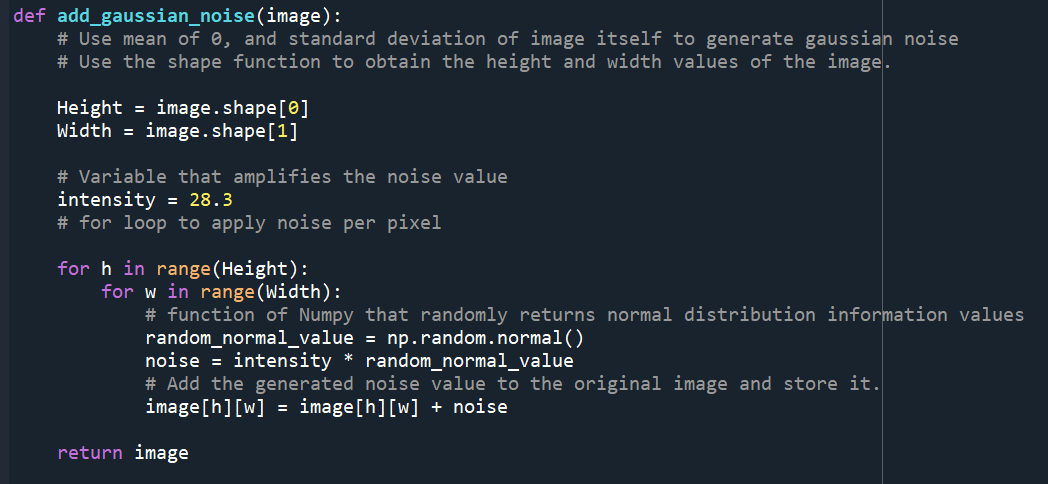 def add_gaussian_noise(image):
    # Use mean of 0, and standard deviation of image itself to generate gaussian noise
    # Use the shape function to obtain the height and width values of the image.
    Height = image.shape[0]
    Width = image.shape[1]
    # Variable that amplifies the noise value
    intensity = 28.3
    # for loop to apply noise per pixel
    for h in range(Height):
        for w in range(Width):
            # function of Numpy that randomly returns normal distribution information values
            random_normal_value = np.random.normal()
            noise = intensity * random_normal_value
            # Add the generated noise value to the original image and store it.
            image[h][w] = image[h][w] + noise
    return image